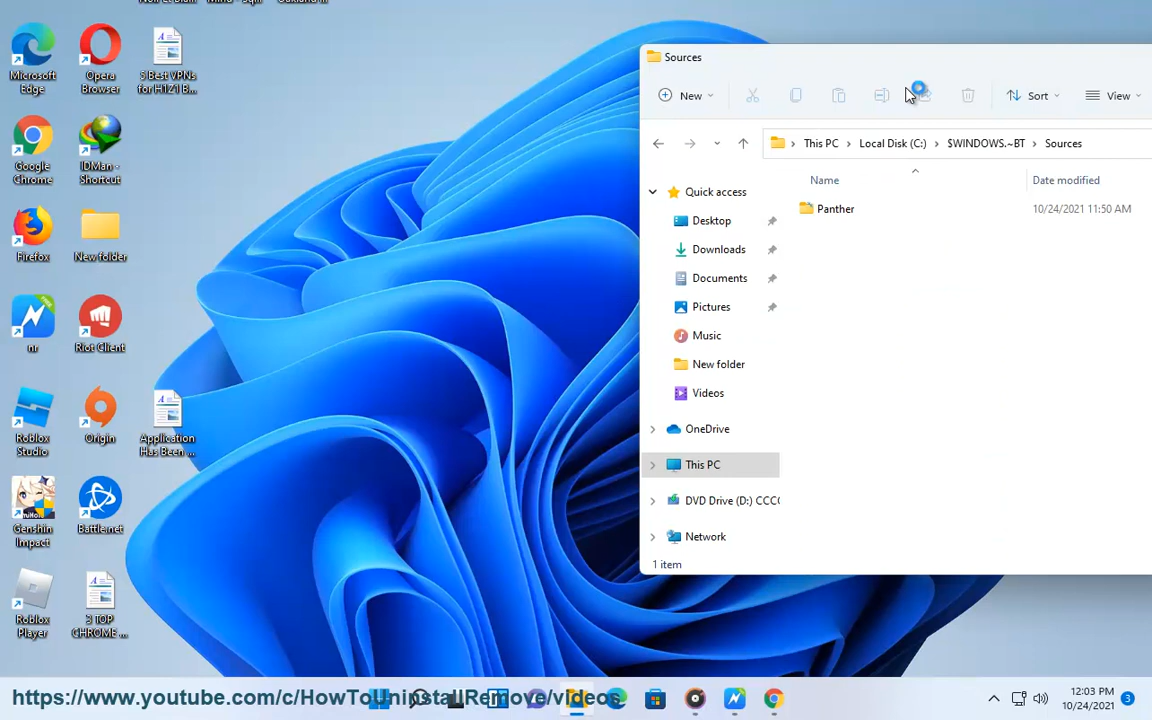 Microsoft Edge
Opera Browser
3 Best VPNs for H1Z1 B...
Google Chrome
IDMan - Shortcut
Firefox
New folder
nr
Riot Client
Roblox Studio
Origin
Application Has Been ...
Genshin Impact
Battle.net
Roblox Player
3 TOP CHROME ...
Sources
New
Sort
View
This PC
Local Disk (C:)
$WINDOWS.~BT
Sources
Name
Date modified
Panther
10/24/2021 11:50 AM
Quick access
Desktop
Downloads
Documents
Pictures
Music
New folder
Videos
OneDrive
This PC
DVD Drive (D:) CCC
Network
1 item
https://www.youtube.com/c/HowToUninstallRemove/videos
12:03 PM
10/24/2021
3